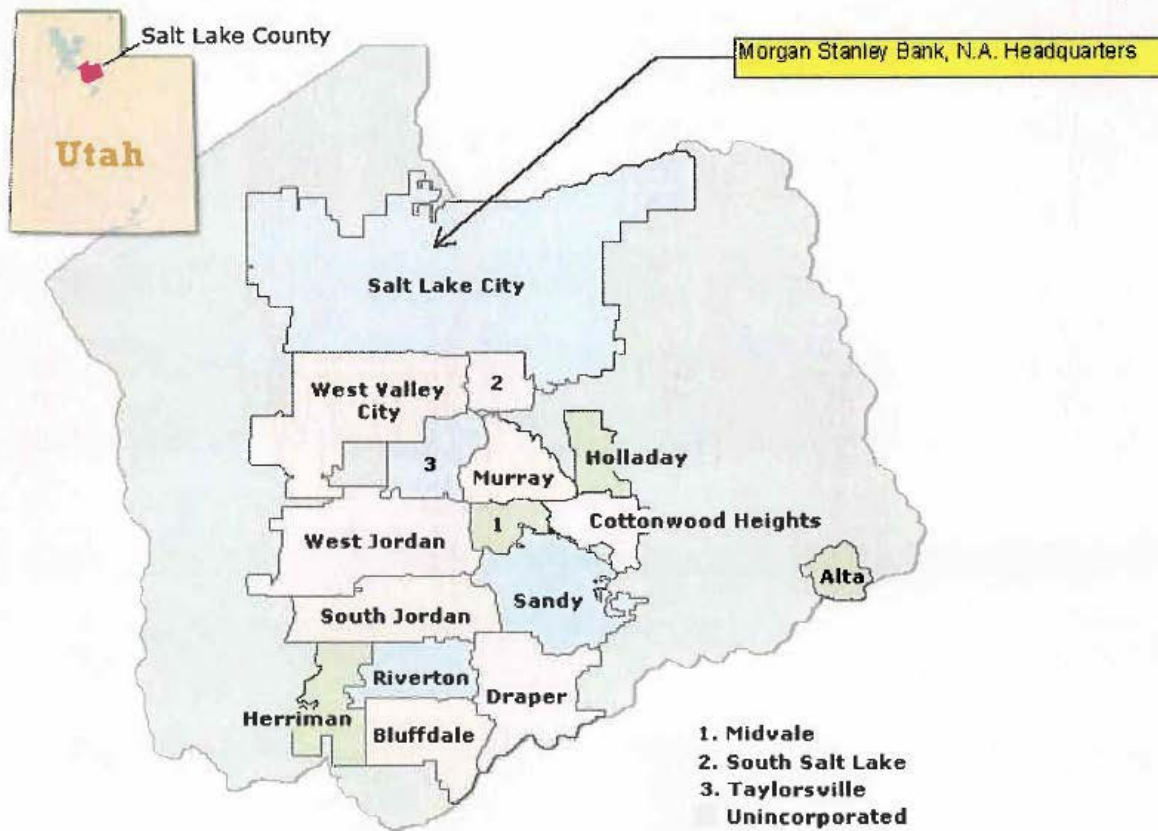 Salt Lake County
Morgan Stanley Bank, N.A. Headquarters
Utah
Salt Lake City
West Valley
City
2
3
Murray
Holladay
1
Cottonwood Heights
West Jordan
Alta
Sandy
South Jordan
Riverton
Draper
Herriman
Bluffdale
1. Midvale
2. South Salt Lake
3. Taylorsville
Unincorporated